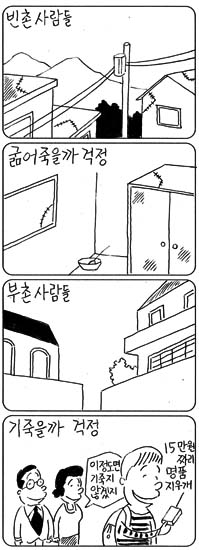 빈촌사람들
굶어죽을까 걱정
부촌사람들
기죽을까 걱정
이정도면
기죽지
않겠지
15만원
짜리
명품
지우개